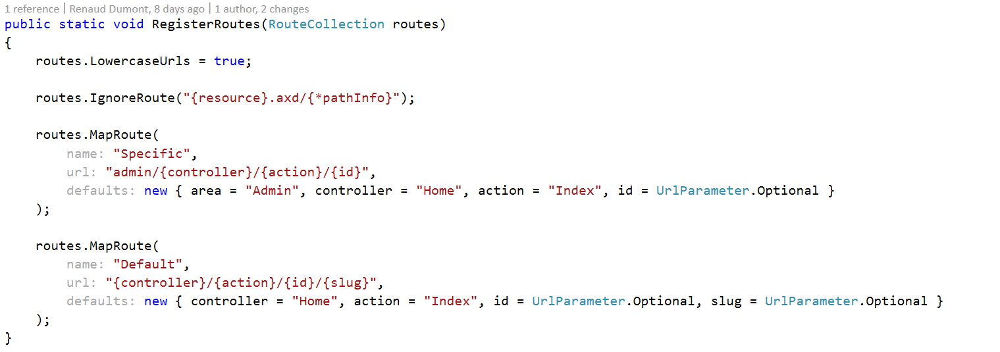 1 reference | Renaud Dumont, 8 days ago | 1 author, 2 changes
public static void RegisterRoutes(RouteCollection routes)
{
    routes.LowercaseUrls = true;

    routes.IgnoreRoute("{resource}.axd/{*pathInfo}");

    routes.MapRoute(
        name: "Specific",
        url: "admin/{controller}/{action}/{id}",
        defaults: new { area = "Admin", controller = "Home", action = "Index", id = UrlParameter.Optional }
    );

    routes.MapRoute(
        name: "Default",
        url: "{controller}/{action}/{id}/{slug}",
        defaults: new { controller = "Home", action = "Index", id = UrlParameter.Optional, slug = UrlParameter.Optional }
    );
}